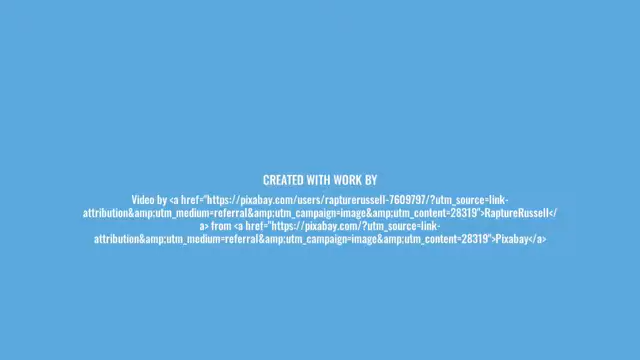 CREATED WITH WORK BY
Video by <a href="https://pixabay.com/users/rapturerussell-7609797/?utm_source=link-
attribution&amp;utm_medium=referral&amp;utm_campaign=image&amp;utm_content=28319">RaptureRussell</
a> from <a href="https://pixabay.com/?utm_source=link-
attribution&amp;utm_medium=referral&amp;utm_campaign=image&amp;utm_content=28319">Pixabay</a>